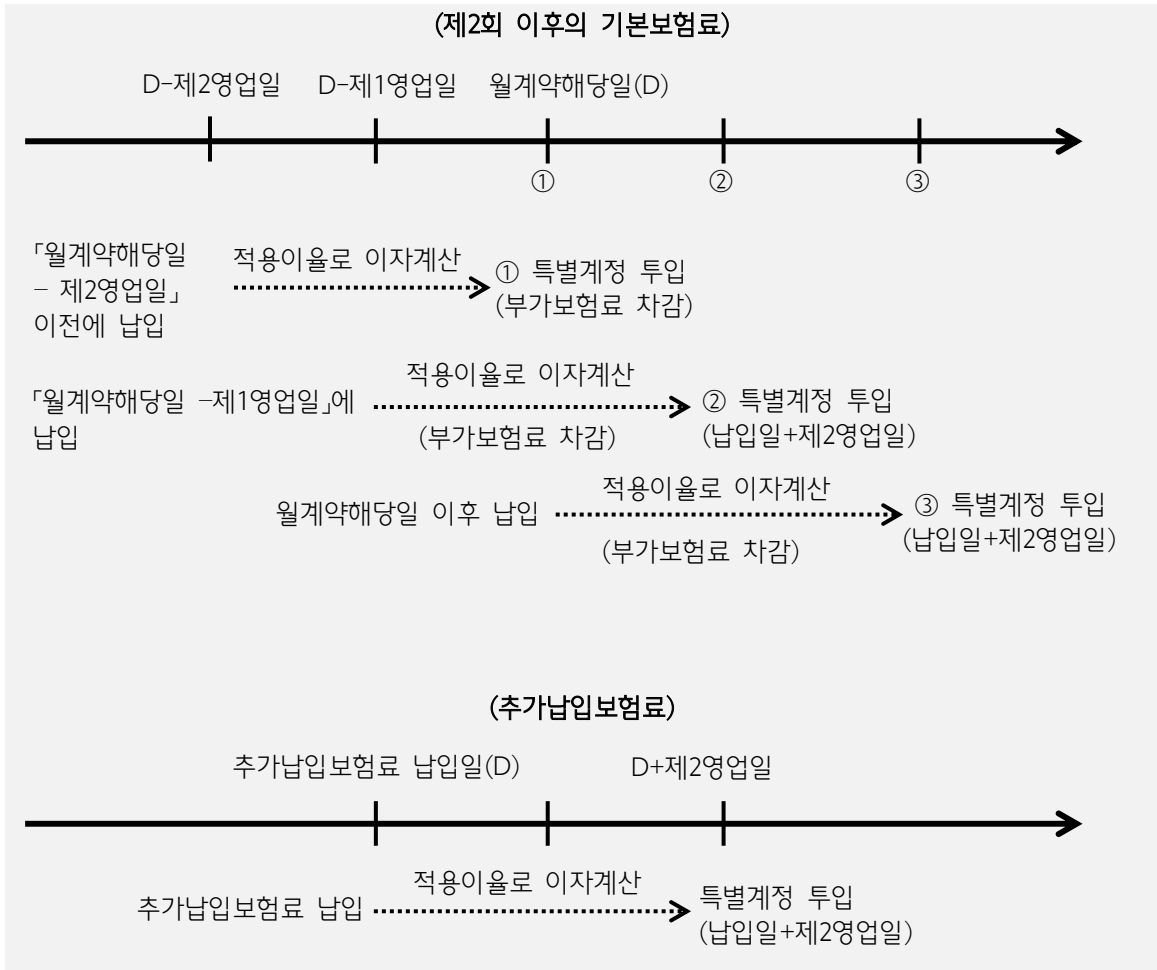 (제2회 이후의 기본보험료)
D-제2영업일 D-제1영업일 월계약해당일(D)
① ② ③
「월계약해당일
- 제2영업일」
이전에 납입
적용이율로 이자계산
① 특별계정 투입
(부가보험료 차감)
「월계약해당일 -제1영업일」에
납입
적용이율로 이자계산
(부가보험료 차감)
② 특별계정 투입
(납입일+제2영업일)
월계약해당일 이후 납입
적용이율로 이자계산
(부가보험료 차감)
③ 특별계정 투입
(납입일+제2영업일)
(추가납입보험료)
추가납입보험료 납입일(D) D+제2영업일
추가납입보험료 납입
적용이율로 이자계산
특별계정 투입
(납입일+제2영업일)